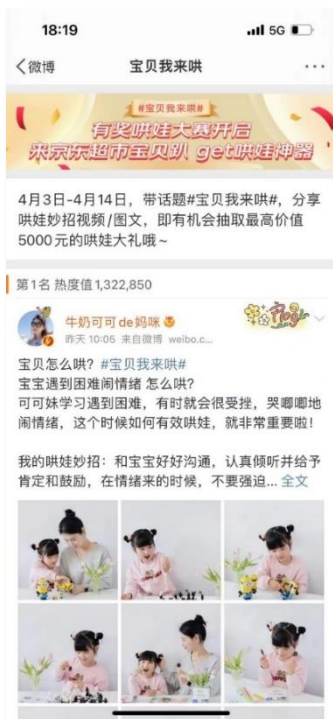 18:19
5G
微博
宝贝我来哄
#宝贝我来哄#
有奖哄娃大赛开启
来京东超市宝贝趴 get哄娃神器
4月3日-4月14日，带话题#宝贝我来哄#，分享
哄娃妙招视频/图文，即有机会抽取最高价值
5000元的哄娃大礼哦~
第1名 热度值1,322,850
牛奶可可de妈咪
昨天 10:05 来自微博 weibo.c...
Plog
宝贝怎么哄？#宝贝我来哄#
宝宝遇到困难闹情绪 怎么哄?
可可妹学习遇到困难，有时就会很受挫，哭唧唧地
闹情绪，这个时候如何有效哄娃，就非常重要啦！
我的哄娃妙招：和宝宝好好沟通，认真倾听并给予
肯定和鼓励，在情绪来的时候，不要强迫... 全文